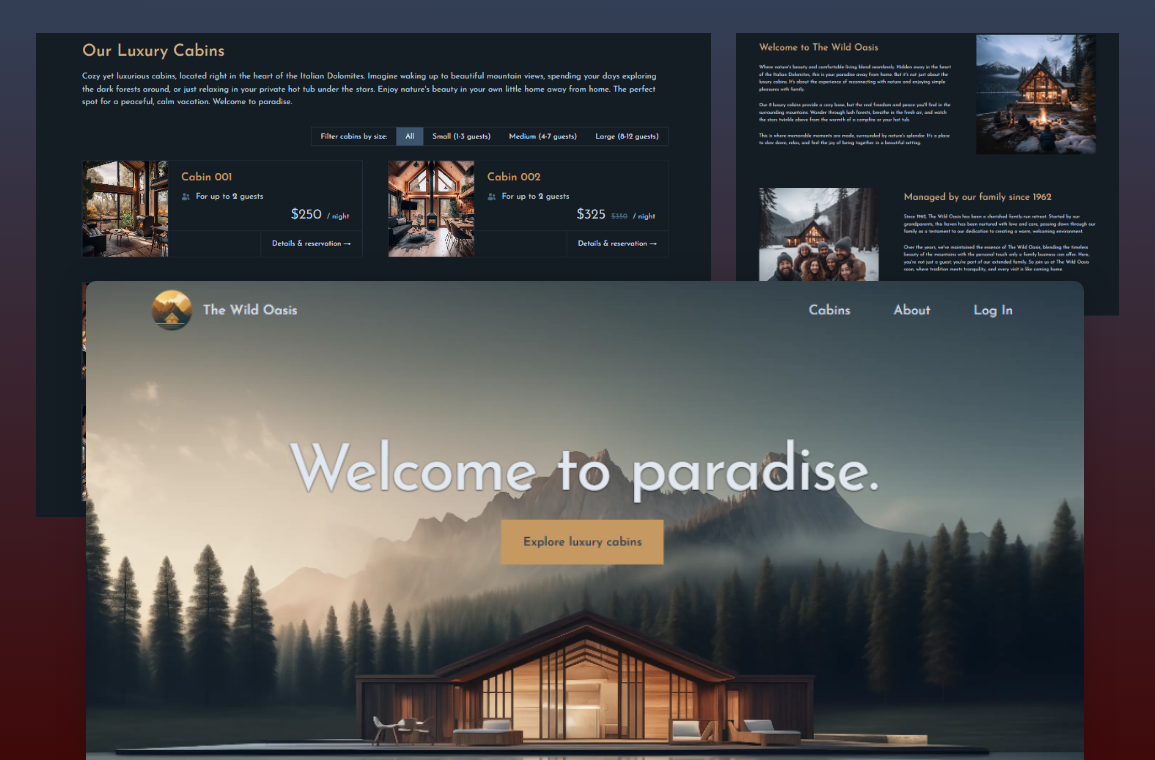 Our Luxury Cabins
Cozy yet luxurious cabins, located right in the heart of the Italian Dolomites. Imagine waking up to beautiful mountain views, spending your days exploring
the dark forests around, or just relaxing in your private hot tub under the stars. Enjoy nature's beauty in your own little home away from home. The perfect
spot for a peaceful, calm vacation. Welcome to paradise.
Filter cabins by size: All Small (1-3 guests) Medium (4-7 guests) Large (8-12 guests)
Cabin 001
For up to 2 guests
$250 / night
Details & reservation →
Cabin 002
For up to 2 guests
$325 $350 / night
Details & reservation →
Welcome to The Wild Oasis
Where nature's beauty and comfortable living blend seamlessly. Hidden away in the heart
of the Italian Dolomites, this is your paradise away from home. But it's not just about the
luxury cabins. It's about the experience of reconnecting with nature and enjoying simple
pleasures with family.
Our 8 luxury cabins provide a cozy base, but the real freedom and peace you'll find in the
surrounding mountains. Wander through lush forests, breathe in the fresh air, and watch
the stars twinkle above from the warmth of a campfire or your hot tub.
This is where memorable moments are made, surrounded by nature's splendor. It's a place
to slow down, relax, and feel the joy of being together in a beautiful setting.
Managed by our family since 1962
Since 1962, The Wild Oasis has been a cherished family-run retreat. Started by our
grandparents, this haven has been nurtured with love and care, passing down through our
family as a testament to our dedication to creating a warm, welcoming environment.
Over the years, we've maintained the essence of The Wild Oasis, blending the timeless
beauty of the mountains with the personal touch only a family business can offer. Here,
you're not just a guest; you're part of our extended family. So join us at The Wild Oasis
soon, where tradition meets tranquility, and every visit is like coming home.
The Wild Oasis
Cabins About Log In
Welcome to paradise.
Explore luxury cabins